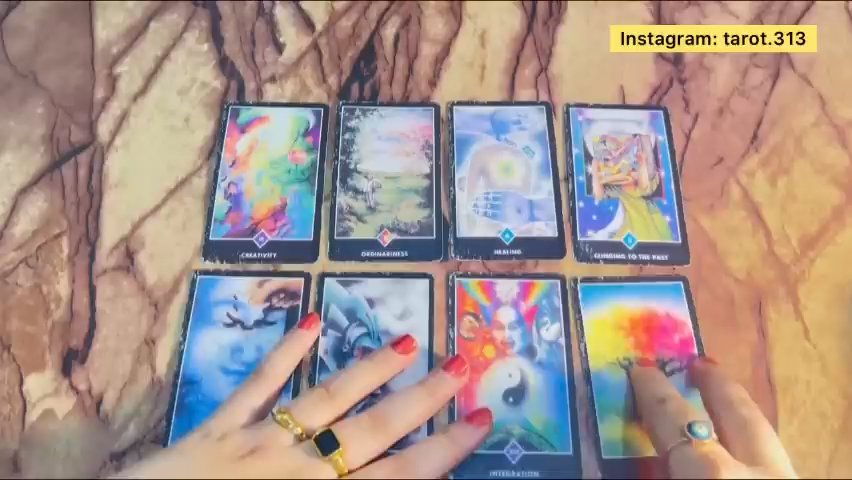 Instagram: tarot.313
CREATIVITY
ORDINARINESS
HEALING
CLINGING TO THE PAST
INTEGRATION